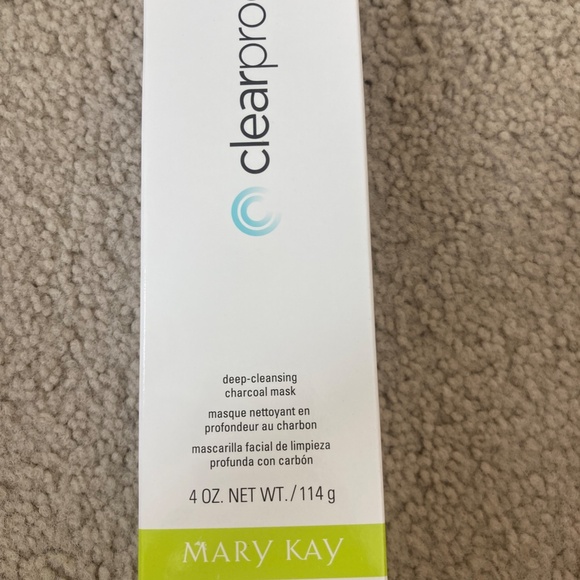 clearproo
deep-cleansing
charcoal mask
masque nettoyant en
profondeur au charbon
mascarilla facial de limpieza
profunda con carbón
4 OZ. NET WT./114 g
MARY KAY